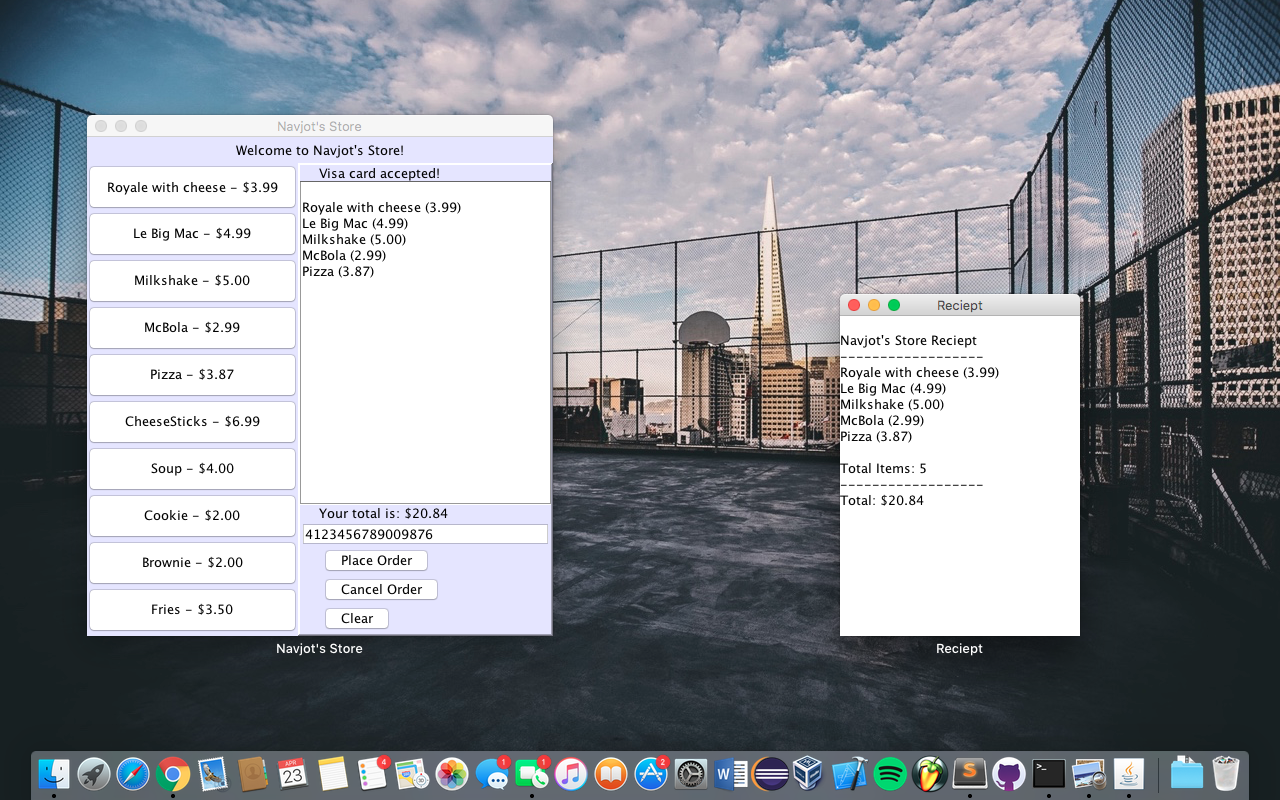 Navjot's Store
Welcome to Navjot's Store!
Royale with cheese - $3.99
Le Big Mac - $4.99
Milkshake - $5.00
McBola - $2.99
Pizza - $3.87
CheeseSticks - $6.99
Soup - $4.00
Cookie - $2.00
Brownie - $2.00
Fries - $3.50
Visa card accepted!
Royale with cheese (3.99)
Le Big Mac (4.99)
Milkshake (5.00)
McBola (2.99)
Pizza (3.87)
Your total is: $20.84
4123456789009876
Place Order
Cancel Order
Clear
Navjot's Store
Reciept
Navjot's Store Reciept
------------------
Royale with cheese (3.99)
Le Big Mac (4.99)
Milkshake (5.00)
McBola (2.99)
Pizza (3.87)
Total Items: 5
------------------
Total: $20.84
Reciept
APR
23
4
1
1
2
W
S
>_